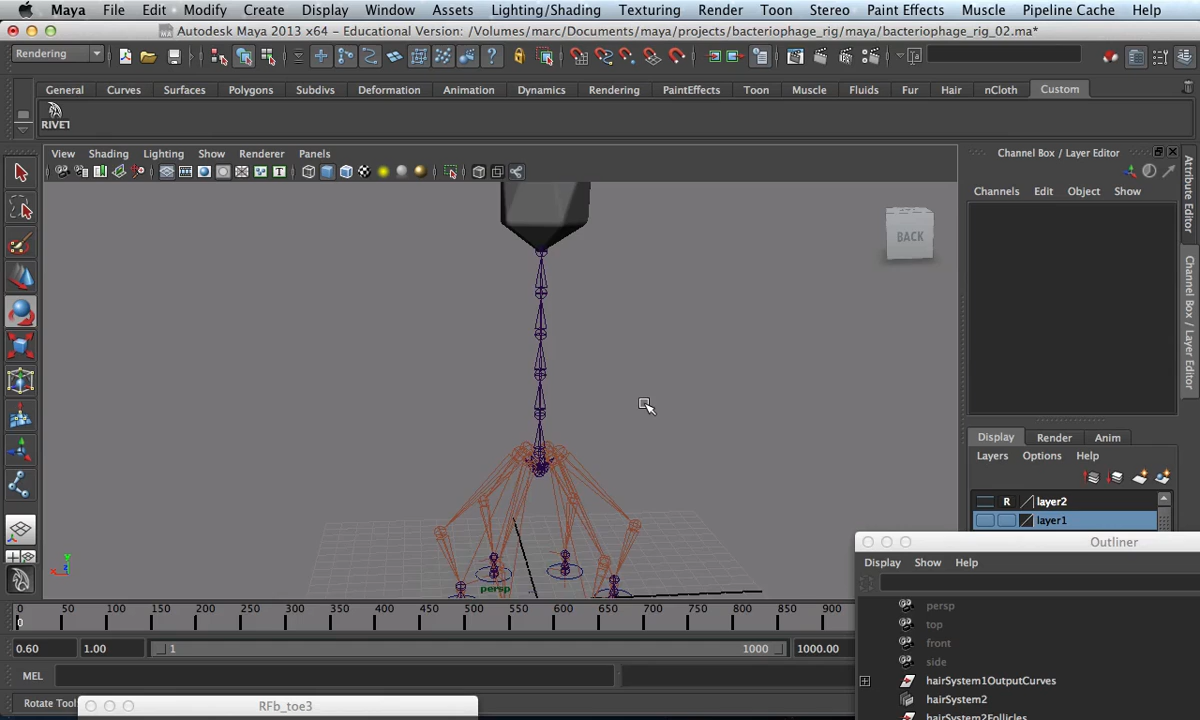 Maya File Edit Modify Create Display Window Assets Lighting/Shading Texturing Render Toon Stereo Paint Effects Muscle Pipeline Cache Help
Autodesk Maya 2013 x64 - Educational Version: /Volumes/marc/Documents/maya/projects/bacteriophage_rig/maya/bacteriophage_rig_02.ma*
Rendering
General Curves Surfaces Polygons Subdivs Deformation Animation Dynamics Rendering PaintEffects Toon Muscle Fluids Fur Hair nCloth Custom
RIVET
View Shading Lighting Show Renderer Panels
Channel Box / Layer Editor
Channels Edit Object Show
Attribute Editor
Channel Box / Layer Editor
BACK
Display Render Anim
Layers Options Help
R layer2
layer1
persp
Outliner
Display Show Help
persp
top
front
side
hairSystem1OutputCurves
hairSystem2
hairSystem2Follicles
0 50 100 150 200 250 300 350 400 450 500 550 600 650 700 750 800 850 900
0
0.60 1.00 1 1000 1000.00
MEL
Rotate Tool
RFb_toe3